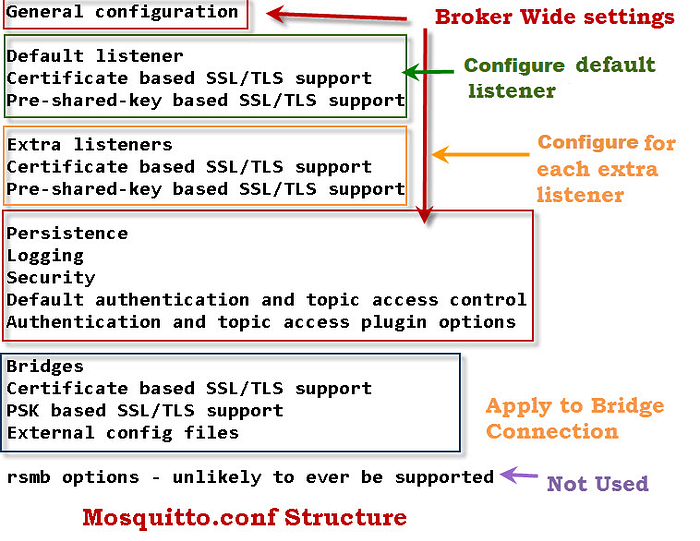 General configuration
Broker Wide settings
Default listener
Certificate based SSL/TLS support
Pre-shared-key based SSL/TLS support
Configure default
listener
Extra listeners
Certificate based SSL/TLS support
Pre-shared-key based SSL/TLS support
Configure for
each extra
listener
Persistence
Logging
Security
Default authentication and topic access control
Authentication and topic access plugin options
Bridges
Certificate based SSL/TLS support
PSK based SSL/TLS support
External config files
Apply to Bridge
Connection
rsmb options - unlikely to ever be supported
Not Used
Mosquitto.conf Structure